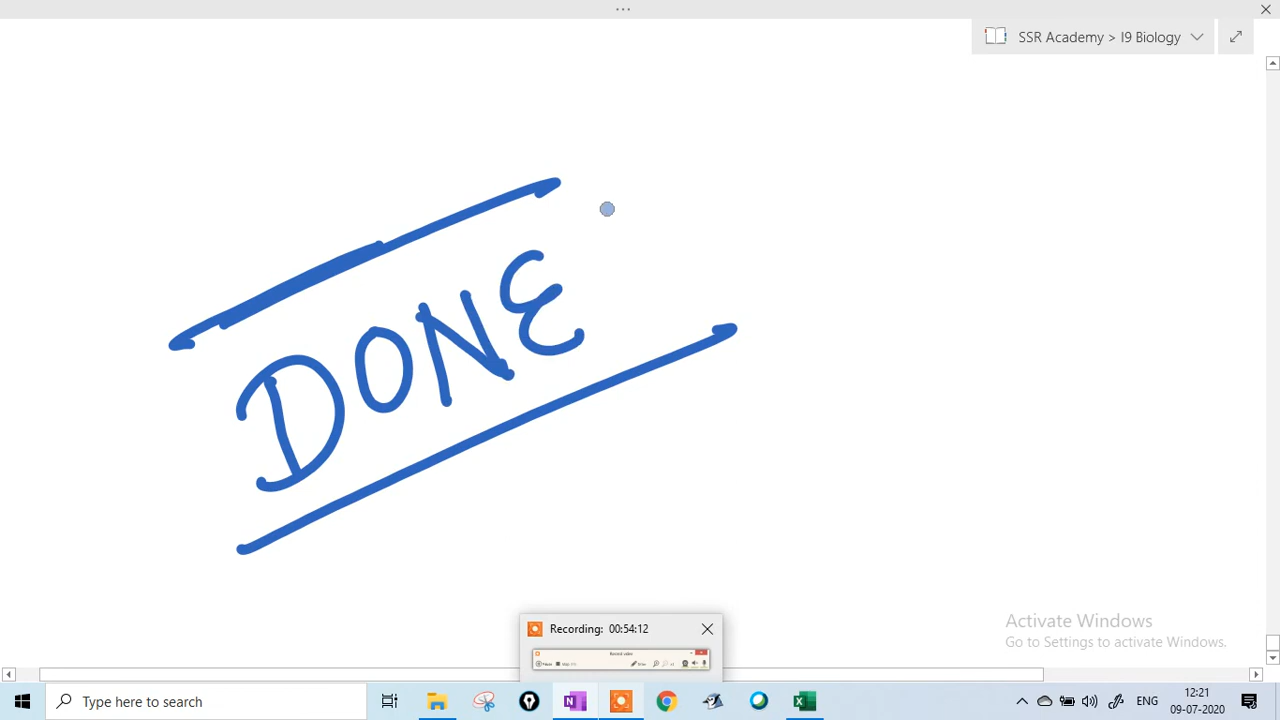 SSR Academy > I9 Biology
DONE
Recording: 00:54:12
Activate Windows
Go to Settings to activate Windows.
Type here to search
ENG
12:21
09-07-2020